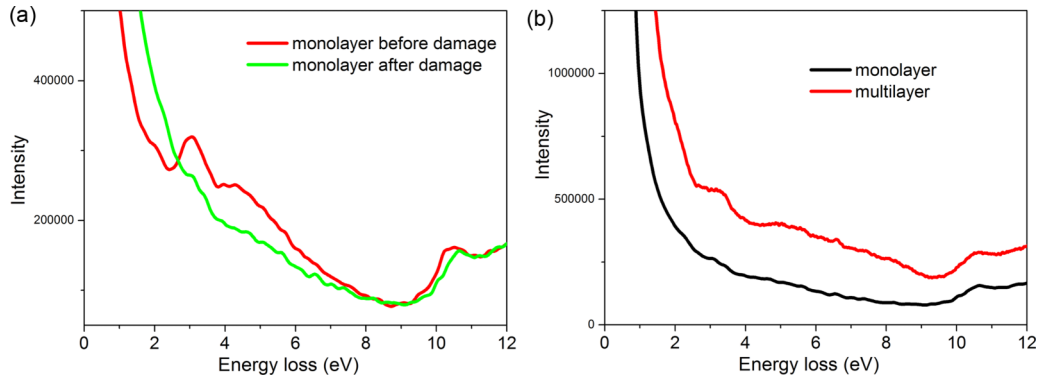 (a)
monolayer before damage
monolayer after damage
400000
200000
Intensity
0 2 4 6 8 10 12
Energy loss (eV)
(b)
monolayer
multilayer
1000000
500000
0
Intensity
0 2 4 6 8 10 12
Energy loss (eV)